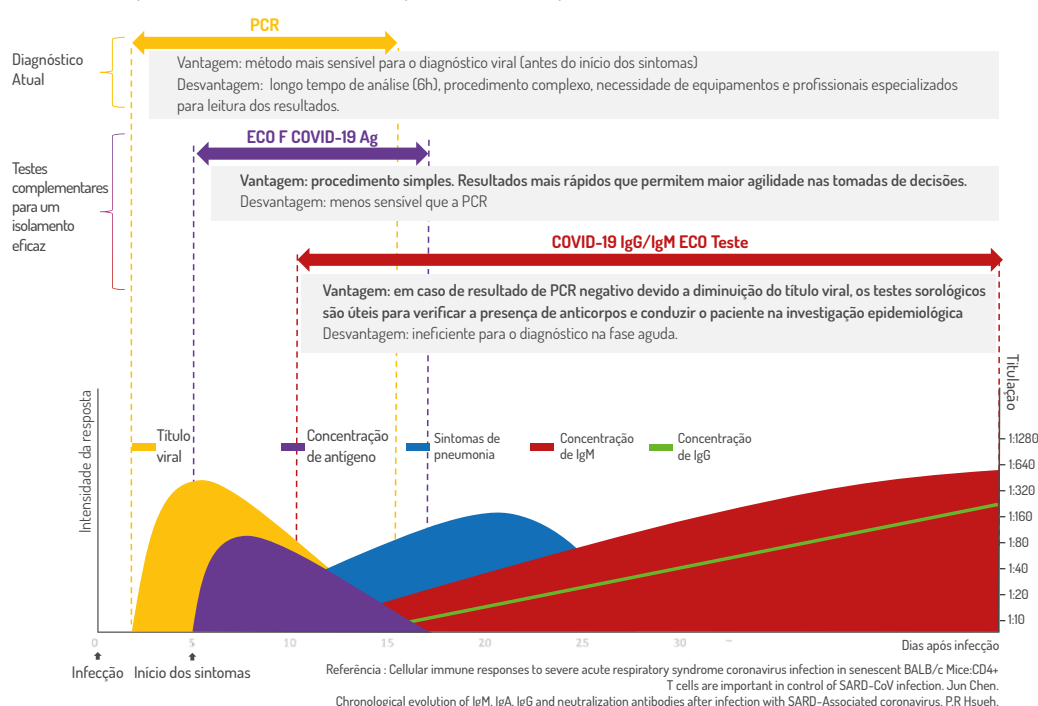 PCR
Diagnóstico
Atual
Vantagem: método mais sensível para o diagnóstico viral (antes do início dos sintomas)
Desvantagem: longo tempo de análise (6h), procedimento complexo, necessidade de equipamentos e profissionais especializados
para leitura dos resultados.
ECO F COVID-19 Ag
Testes
complementares
para um
isolamento
eficaz
Vantagem: procedimento simples. Resultados mais rápidos que permitem maior agilidade nas tomadas de decisões.
Desvantagem: menos sensível que a PCR
COVID-19 IgG/IgM ECO Teste
Vantagem: em caso de resultado de PCR negativo devido a diminuição do título viral, os testes sorológicos
são úteis para verificar a presença de anticorpos e conduzir o paciente na investigação epidemiológica
Desvantagem: ineficiente para o diagnóstico na fase aguda.
Intensidade da resposta
Titulação
Título
viral
Concentração
de antígeno
Sintomas de
pneumonia
Concentração
de IgM
Concentração
de IgG
1:1280
1:640
1:320
1:160
1:80
1:40
1:20
1:10
0 5 10 15 20 25 30 –
Dias após infecção
Infecção Início dos sintomas
Referência : Cellular immune responses to severe acute respiratory syndrome coronavirus infection in senescent BALB/c Mice:CD4+
T cells are important in control of SARD-CoV infection. Jun Chen.
Chronological evolution of IgM, IgA, IgG and neutralization antibodies after infection with SARD-Associated coronavirus. P.R Hsueh.